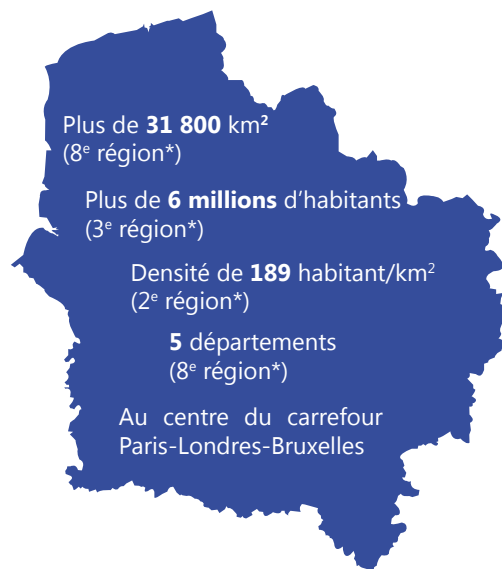 Plus de 31 800 km²
(8e région*)
Plus de 6 millions d'habitants
(3e région*)
Densité de 189 habitant/km²
(2e région*)
5 départements
(8e région*)
Au centre du carrefour
Paris-Londres-Bruxelles